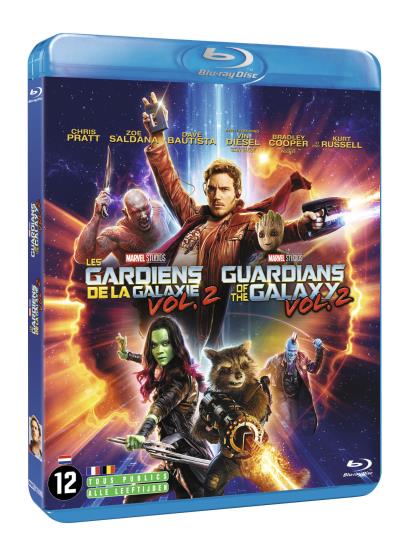 Blu-ray Disc
CHRIS PRATT
ZOE SALDANA
DAVE BAUTISTA
VIN DIESEL
BRADLEY COOPER
KURT RUSSELL
MARVEL STUDIOS
LES
GARDIENS
DE LA GALAXIE
VOL. 2
MARVEL STUDIOS
GUARDIANS
OF THE
GALAXY
VOL. 2
12
TOUS PUBLICS
ALLE LEEFTIJDEN
Blu-ray Disc